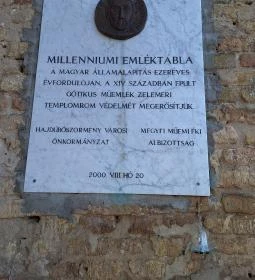 MILLENNIUMI EMLÉKTÁBLA
A MAGYAR ÁLLAMALAPÍTÁS EZERÉVES
ÉVFORDULÓJÁN, A XIV. SZÁZADBAN ÉPÜLT
GÓTIKUS MŰEMLÉK ZELEMÉRI
TEMPLOMROM VÉDELMÉT MEGERŐSÍTJÜK.
HAJDÚBÖSZÖRMÉNY VÁROSI MEGYEI MŰEMLÉKI
ÖNKORMÁNYZAT ALBIZOTTSÁG
2000. VIII. HÓ 20.